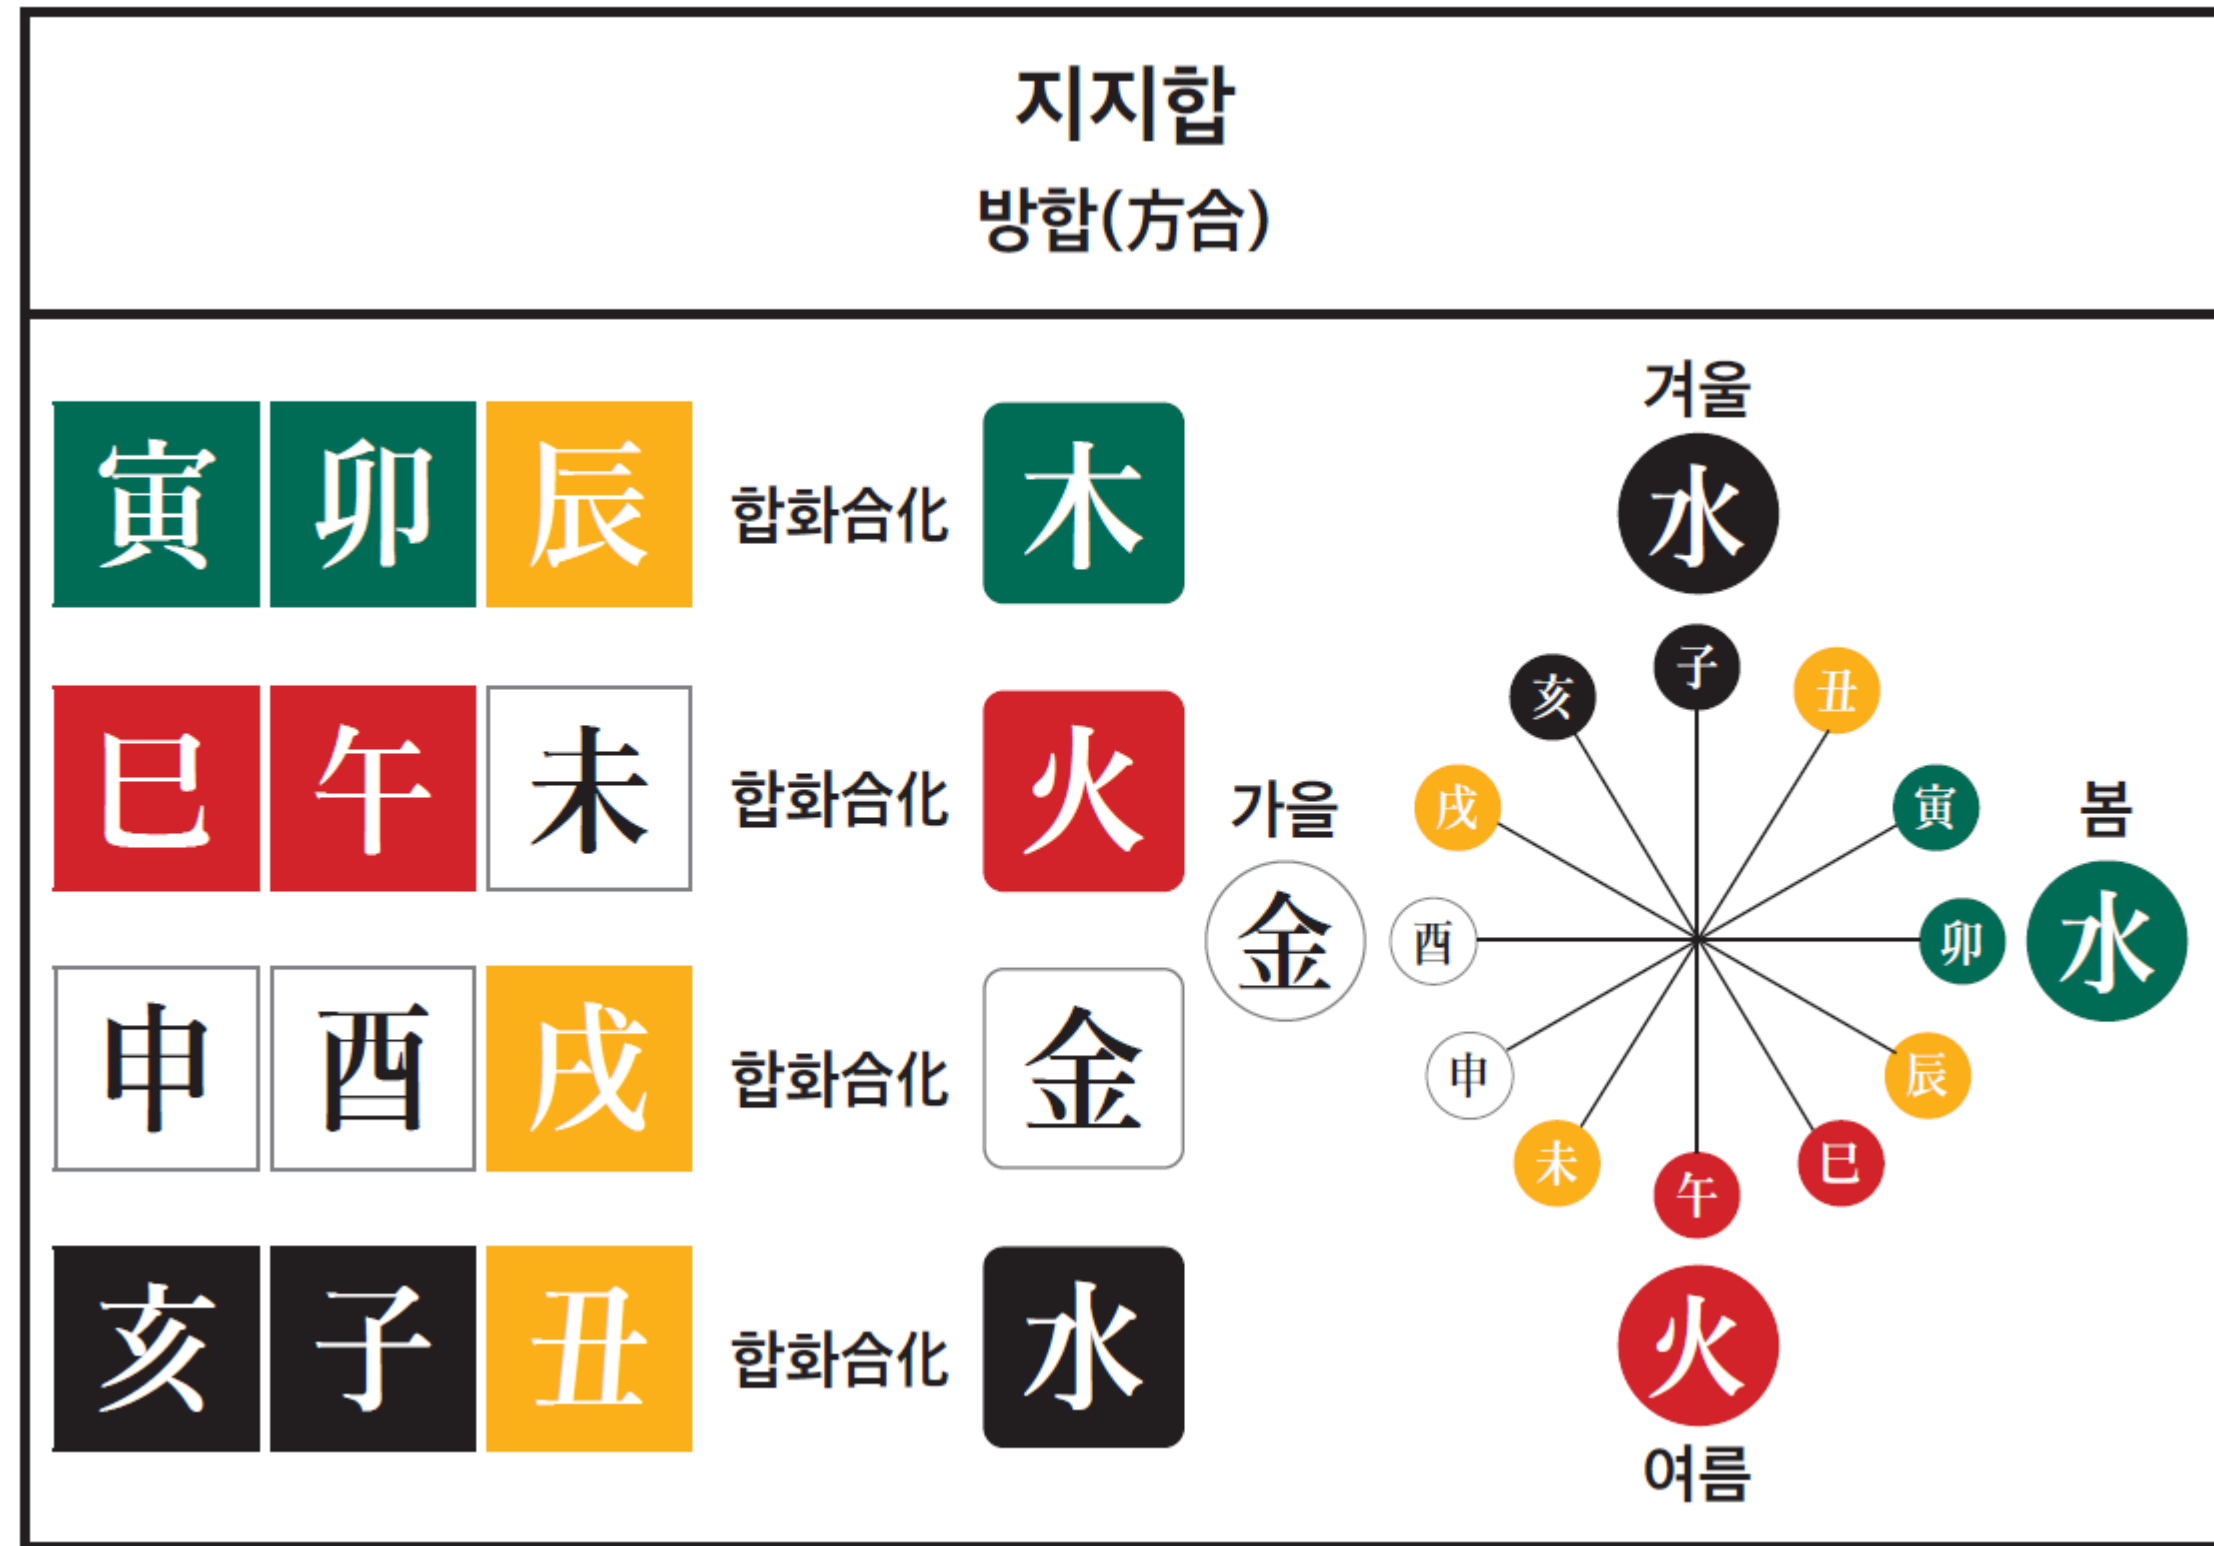 지지합
방합(方合)
寅 卯 辰 합화合化 木
巳 午 未 합화合化 火
申 酉 戌 합화合化 金
亥 子 丑 합화合化 水
겨울
水
子
亥 丑
戌 寅
가을 봄
金 酉 卯 水
申 辰
未 巳
午
火
여름